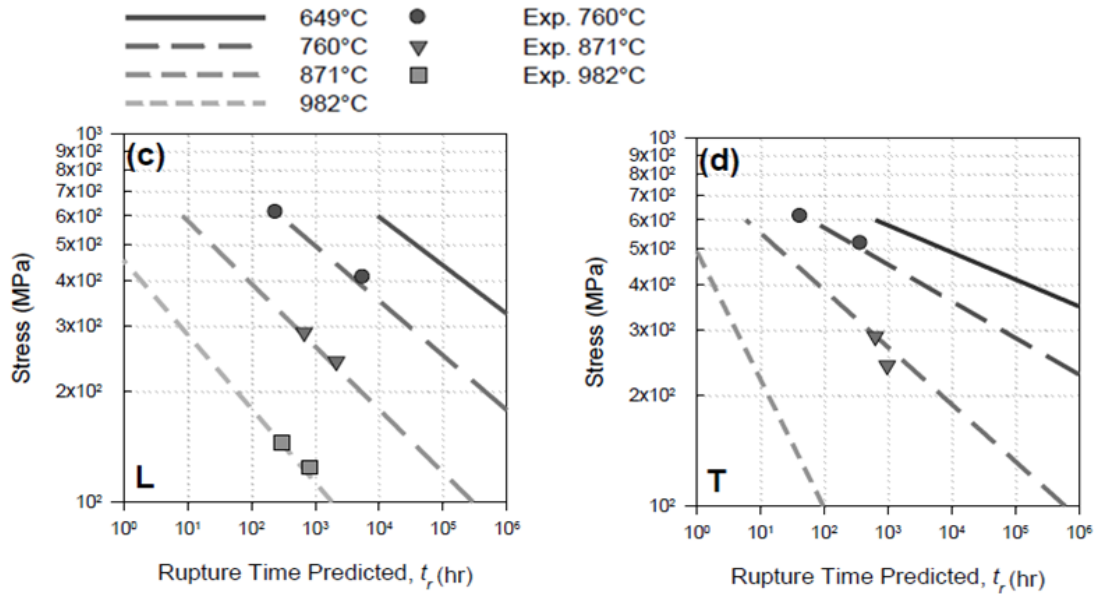 649°C Exp. 760°C
760°C Exp. 871°C
871°C Exp. 982°C
982°C
(c)
10³
9x10²
8x10²
7x10²
6x10²
5x10²
4x10²
3x10²
2x10²
10²
Stress (MPa)
L
10⁰ 10¹ 10² 10³ 10⁴ 10⁵ 10⁶
Rupture Time Predicted, tᵣ (hr)
(d)
10³
9x10²
8x10²
7x10²
6x10²
5x10²
4x10²
3x10²
2x10²
10²
Stress (MPa)
T
10⁰ 10¹ 10² 10³ 10⁴ 10⁵ 10⁶
Rupture Time Predicted, tᵣ (hr)